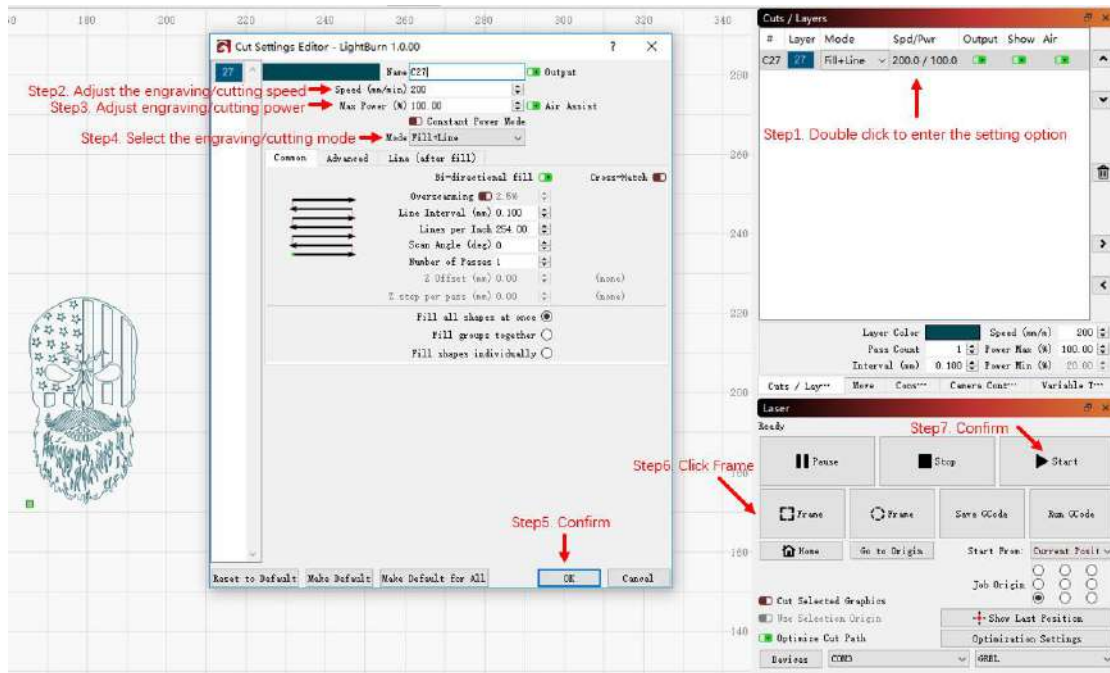 160 180 200 220 240 260 280 300 320 340
Cuts / Layers
# Layer Mode Spd/Pwr Output Show Air
C27 27 Fill+Line 200.0 / 100.0
Step1. Double click to enter the setting option
Cut Settings Editor - LightBurn 1.0.00 ? ×
27
Name C27 Output
Step2. Adjust the engraving/cutting speed
Speed (mm/min) 200
Step3. Adjust engraving/cutting power
Max Power (%) 100.00 Air Assist
Constant Power Mode
Step4. Select the engraving/cutting mode
Mode Fill+Line
Common Advanced Line (after fill)
Bi-directional fill Cross-Hatch
Overscanning 2.5%
Line Interval (mm) 0.100
Lines per Inch 254.00
Scan Angle (deg) 0
Number of Passes 1
Z Offset (mm) 0.00 (none)
Z step per pass (mm) 0.00 (none)
Fill all shapes at once
Fill groups together
Fill shapes individually
Step5. Confirm
Reset to Default Make Default Make Default for All OK Cancel
280
260
240
220
200
160
140
Layer Color Speed (mm/m) 200
Pass Count 1 Power Max (%) 100.00
Interval (mm) 0.100 Power Min (%) 20.00
Cuts / Lay··· Move Cons··· Camera Cont··· Variable T···
Laser
Ready
Step7. Confirm
Pause Stop Start
Step6. Click Frame
Frame Frame Save GCode Run GCode
Home Go to Origin Start From: Current Posit
Job Origin
Cut Selected Graphics
Use Selection Origin Show Last Position
Optimize Cut Path Optimization Settings
Devices COM3 GRBL